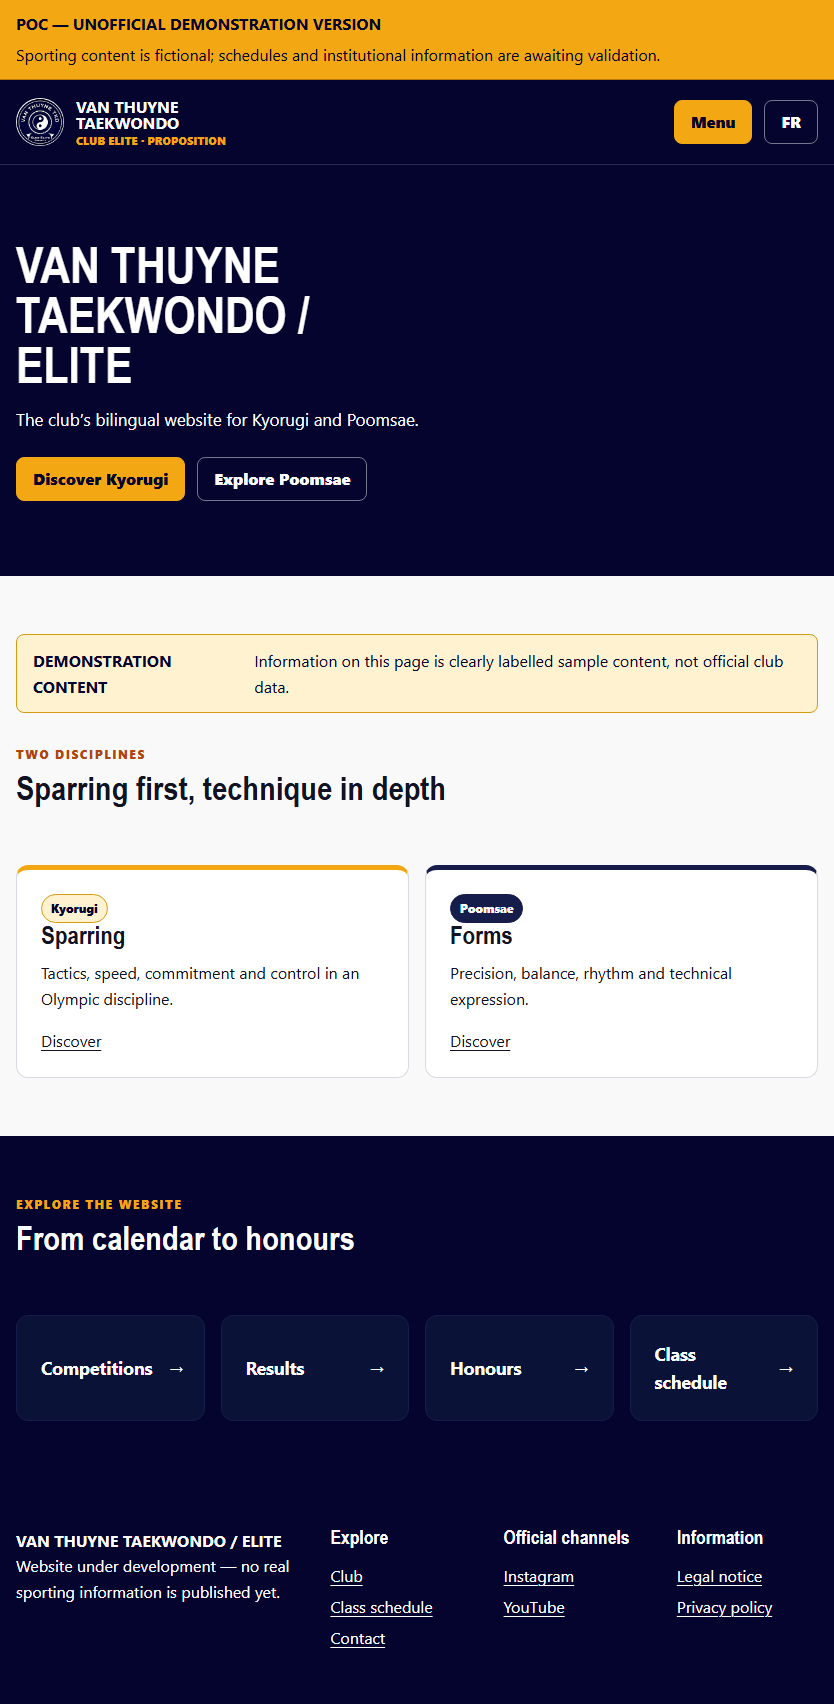 POC — UNOFFICIAL DEMONSTRATION VERSION
Sporting content is fictional; schedules and institutional information are awaiting validation.
VAN THUYNE
TAEKWONDO
CLUB ELITE · PROPOSITION
Menu
FR
VAN THUYNE
TAEKWONDO /
ELITE
The club’s bilingual website for Kyorugi and Poomsae.
Discover Kyorugi
Explore Poomsae
DEMONSTRATION
CONTENT
Information on this page is clearly labelled sample content, not official club
data.
TWO DISCIPLINES
Sparring first, technique in depth
Kyorugi
Sparring
Tactics, speed, commitment and control in an
Olympic discipline.
Discover
Poomsae
Forms
Precision, balance, rhythm and technical
expression.
Discover
EXPLORE THE WEBSITE
From calendar to honours
Competitions →
Results →
Honours →
Class
schedule →
VAN THUYNE TAEKWONDO / ELITE
Website under development — no real
sporting information is published yet.
Explore
Club
Class schedule
Contact
Official channels
Instagram
YouTube
Information
Legal notice
Privacy policy